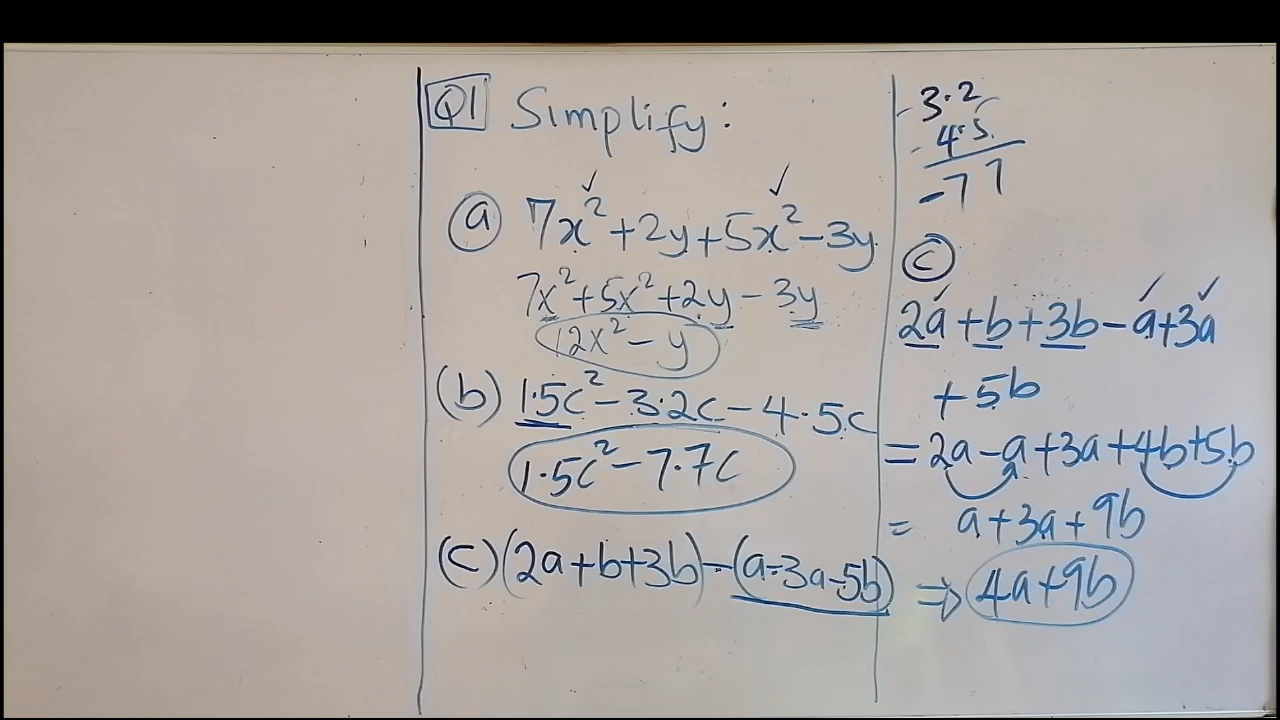 Q1 Simplify:
(a) 7x² + 2y + 5x² - 3y
7x² + 5x² + 2y - 3y
12x² - y
(b) 1.5c² - 3.2c - 4.5c
1.5c² - 7.7c
(c) (2a + b + 3b) - (a - 3a - 5b)
- 3.2
- 4.5
- 7 7
(c)
2a + b + 3b - a + 3a
+ 5b
= 2a - a + 3a + 4b + 5b
a
= a + 3a + 9b
⇒ 4a + 9b